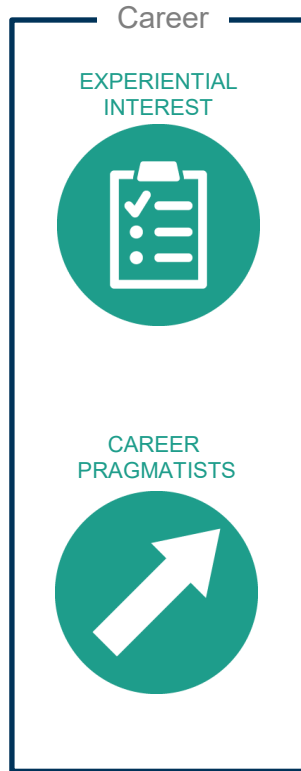 Career
EXPERIENTIAL
INTEREST
CAREER
PRAGMATISTS